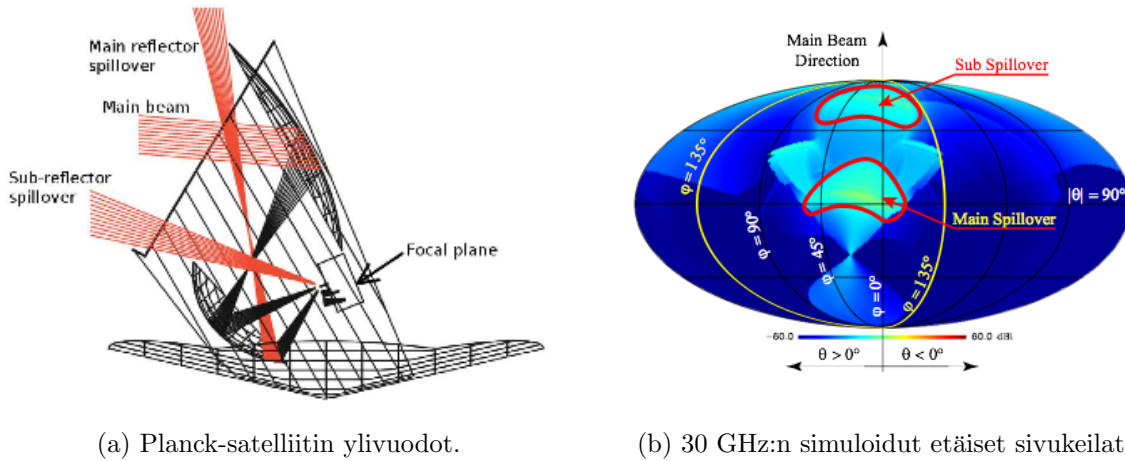 Main reflector
spillover
Main beam
Sub-reflector
spillover
Focal plane
(a) Planck-satelliitin ylivuodot.
Main Beam
Direction
Sub Spillover
φ = 135°
|θ| = 90°
Main Spillover
φ = 90°
φ = 45°
φ = 0°
φ = 135°
−60.0
60.0 dBi
θ > 0°
θ < 0°
(b) 30 GHz:n simuloidut etäiset sivukeilat